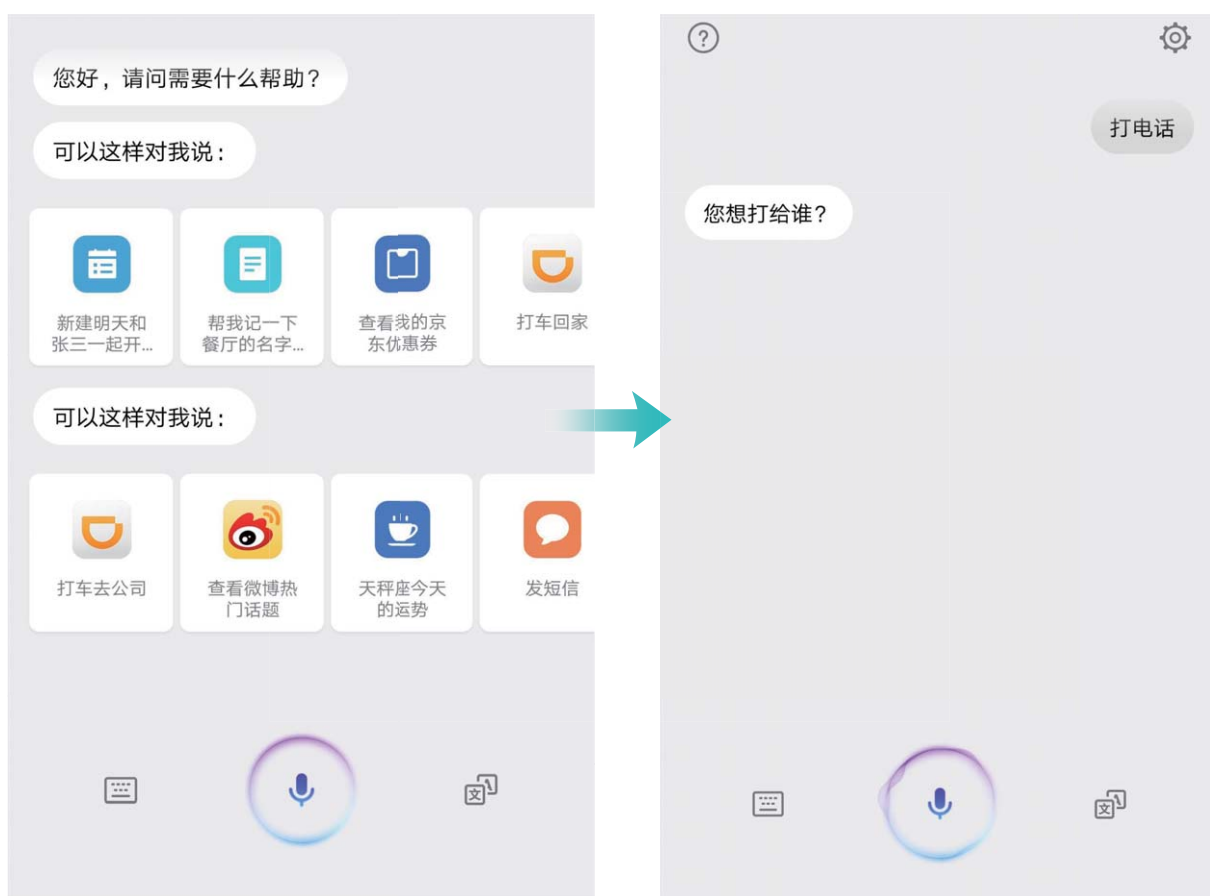 您好，请问需要什么帮助？
可以这样对我说：
新建明天和
张三一起开...
帮我记一下
餐厅的名字...
查看我的京
东优惠券
打车回家
可以这样对我说：
打车去公司
查看微博热
门话题
天秤座今天
的运势
发短信
文
?
打电话
您想打给谁？
文